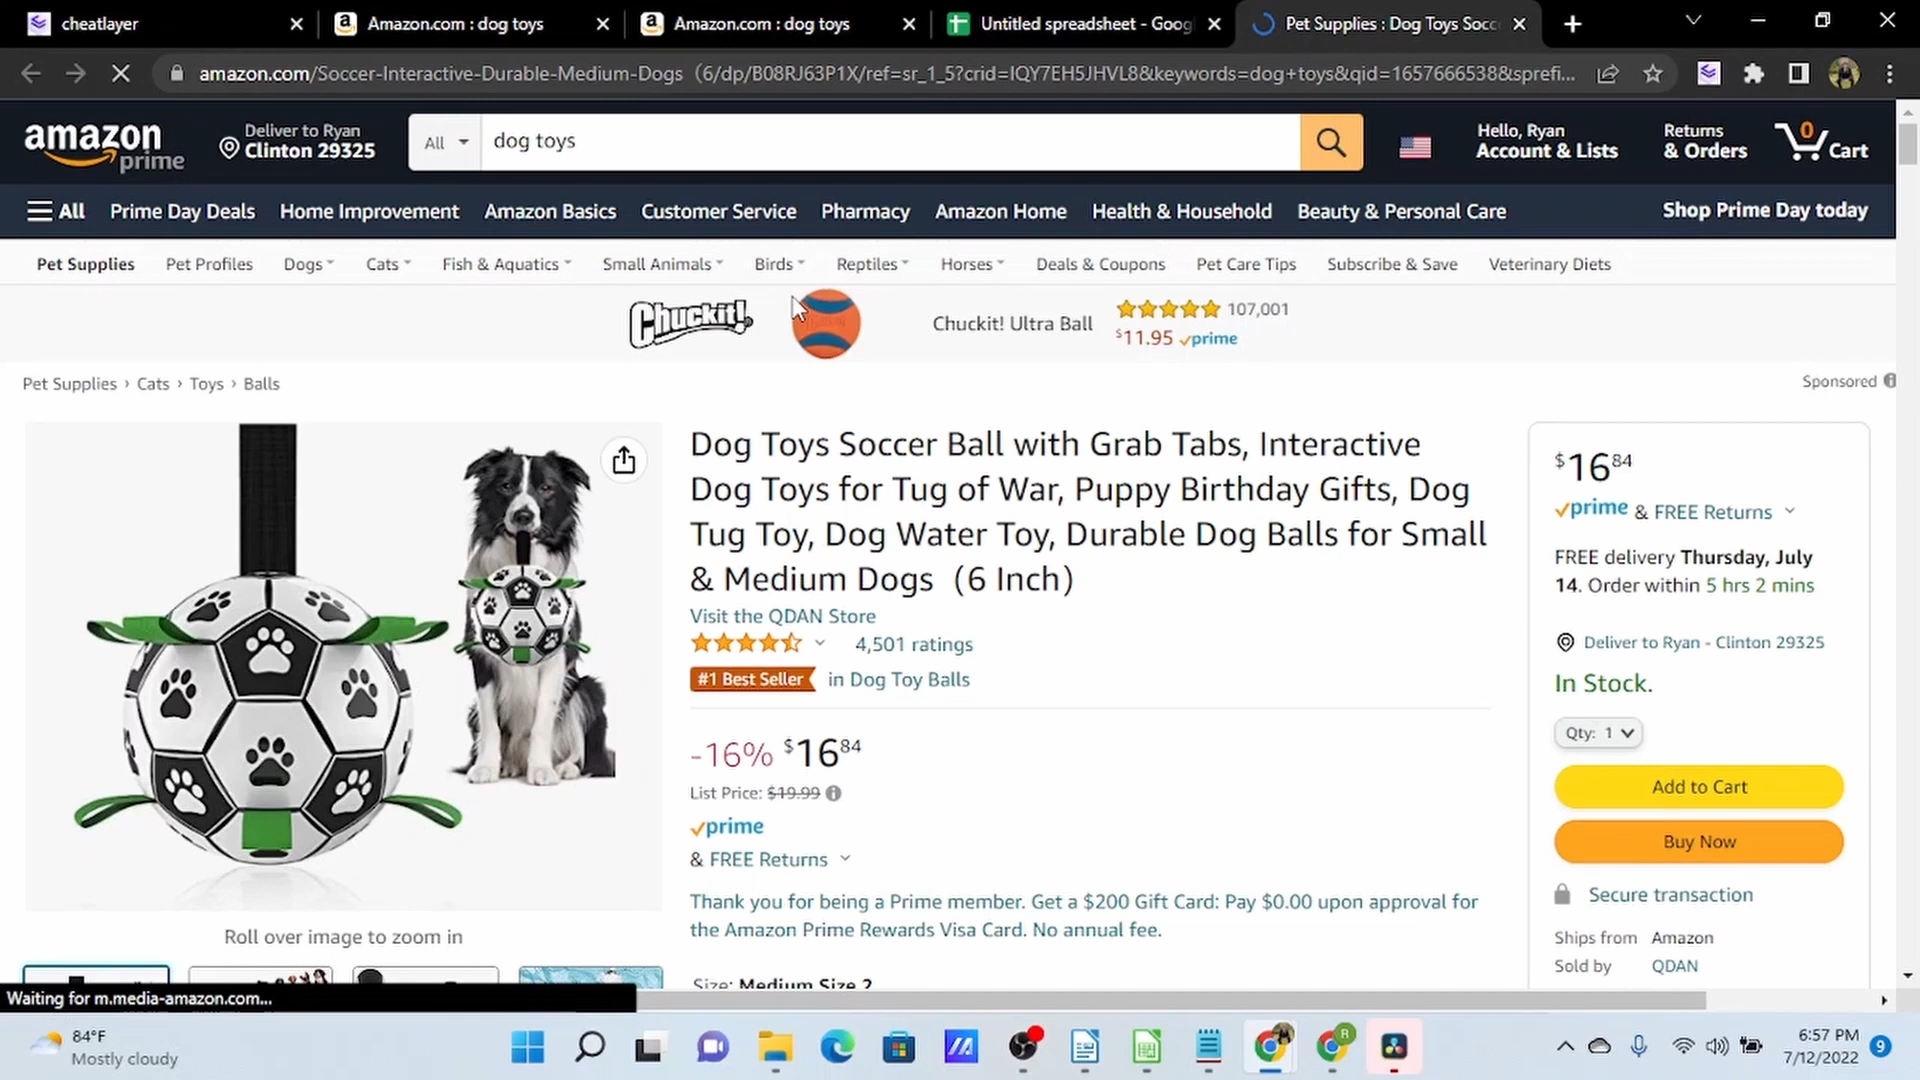 cheatlayer
Amazon.com : dog toys
Amazon.com : dog toys
Untitled spreadsheet - Goog
Pet Supplies : Dog Toys Socc
amazon.com/Soccer-Interactive-Durable-Medium-Dogs（6/dp/B08RJ63P1X/ref=sr_1_5?crid=IQY7EH5JHVL8&keywords=dog+toys&qid=1657666538&sprefi...
amazon prime
Deliver to Ryan
Clinton 29325
All
dog toys
Hello, Ryan
Account & Lists
Returns
& Orders
0
Cart
All Prime Day Deals Home Improvement Amazon Basics Customer Service Pharmacy Amazon Home Health & Household Beauty & Personal Care Shop Prime Day today
Pet Supplies Pet Profiles Dogs Cats Fish & Aquatics Small Animals Birds Reptiles Horses Deals & Coupons Pet Care Tips Subscribe & Save Veterinary Diets
Chuckit!
Chuckit! Ultra Ball
107,001
$11.95 prime
Pet Supplies › Cats › Toys › Balls
Sponsored
Dog Toys Soccer Ball with Grab Tabs, Interactive
Dog Toys for Tug of War, Puppy Birthday Gifts, Dog
Tug Toy, Dog Water Toy, Durable Dog Balls for Small
& Medium Dogs（6 Inch)
Visit the QDAN Store
4,501 ratings
#1 Best Seller in Dog Toy Balls
-16% $16 84
List Price: $19.99
prime
& FREE Returns
Thank you for being a Prime member. Get a $200 Gift Card: Pay $0.00 upon approval for
the Amazon Prime Rewards Visa Card. No annual fee.
Size: Medium Size 2
Roll over image to zoom in
$16 84
prime & FREE Returns
FREE delivery Thursday, July
14. Order within 5 hrs 2 mins
Deliver to Ryan - Clinton 29325
In Stock.
Qty: 1
Add to Cart
Buy Now
Secure transaction
Ships from Amazon
Sold by QDAN
Waiting for m.media-amazon.com...
84°F
Mostly cloudy
R
6:57 PM
7/12/2022
9